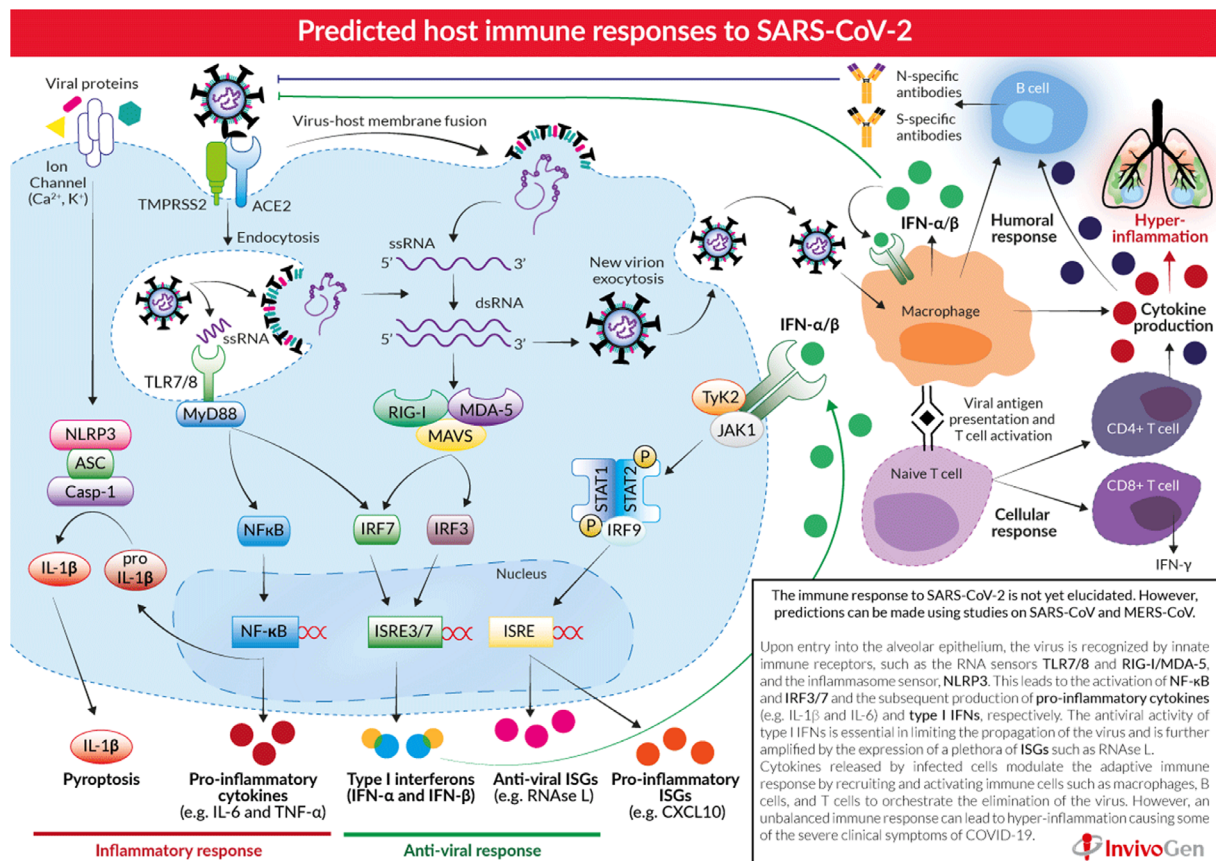 Predicted host immune responses to SARS-CoV-2
Viral proteins
Ion
Channel
(Ca²⁺, K⁺)
TMPRSS2
ACE2
Virus-host membrane fusion
Endocytosis
ssRNA
TLR7/8
MyD88
ssRNA
5’
3’
dsRNA
5’
3’
RIG-I
MDA-5
MAVS
New virion
exocytosis
NLRP3
ASC
Casp-1
IL-1β
pro
IL-1β
NFκB
IRF7
IRF3
TyK2
JAK1
IFN-α/β
STAT1
STAT2
P
P
IRF9
Nucleus
NF-κB
ISRE3/7
ISRE
IL-1β
Pyroptosis
Pro-inflammatory
cytokines
(e.g. IL-6 and TNF-α)
Type I interferons
(IFN-α and IFN-β)
Anti-viral ISGs
(e.g. RNAse L)
Pro-inflammatory
ISGs
(e.g. CXCL10)
Inflammatory response
Anti-viral response
N-specific
antibodies
S-specific
antibodies
B cell
IFN-α/β
Humoral
response
Hyper-
inflammation
Macrophage
Cytokine
production
Viral antigen
presentation and
T cell activation
Naive T cell
CD4+ T cell
CD8+ T cell
Cellular
response
IFN-γ
The immune response to SARS-CoV-2 is not yet elucidated. However,
predictions can be made using studies on SARS-CoV and MERS-CoV.
Upon entry into the alveolar epithelium, the virus is recognized by innate
immune receptors, such as the RNA sensors TLR7/8 and RIG-I/MDA-5,
and the inflammasome sensor, NLRP3. This leads to the activation of NF-κB
and IRF3/7 and the subsequent production of pro-inflammatory cytokines
(e.g. IL-1β and IL-6) and type I IFNs, respectively. The antiviral activity of
type I IFNs is essential in limiting the propagation of the virus and is further
amplified by the expression of a plethora of ISGs such as RNAse L.
Cytokines released by infected cells modulate the adaptive immune
response by recruiting and activating immune cells such as macrophages, B
cells, and T cells to orchestrate the elimination of the virus. However, an
unbalanced immune response can lead to hyper-inflammation causing some
of the severe clinical symptoms of COVID-19.
InvivoGen